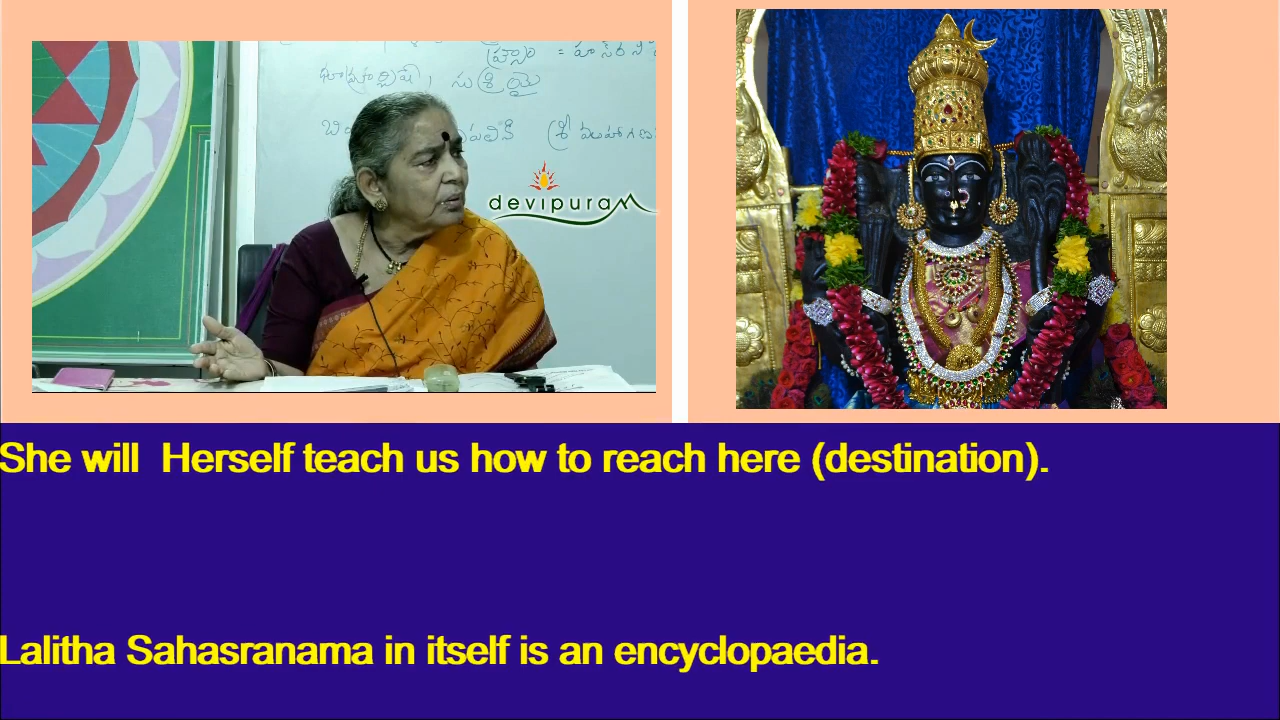 సుశ్రియై
devipuram
She will  Herself teach us how to reach here (destination).
Lalitha Sahasranama in itself is an encyclopaedia.